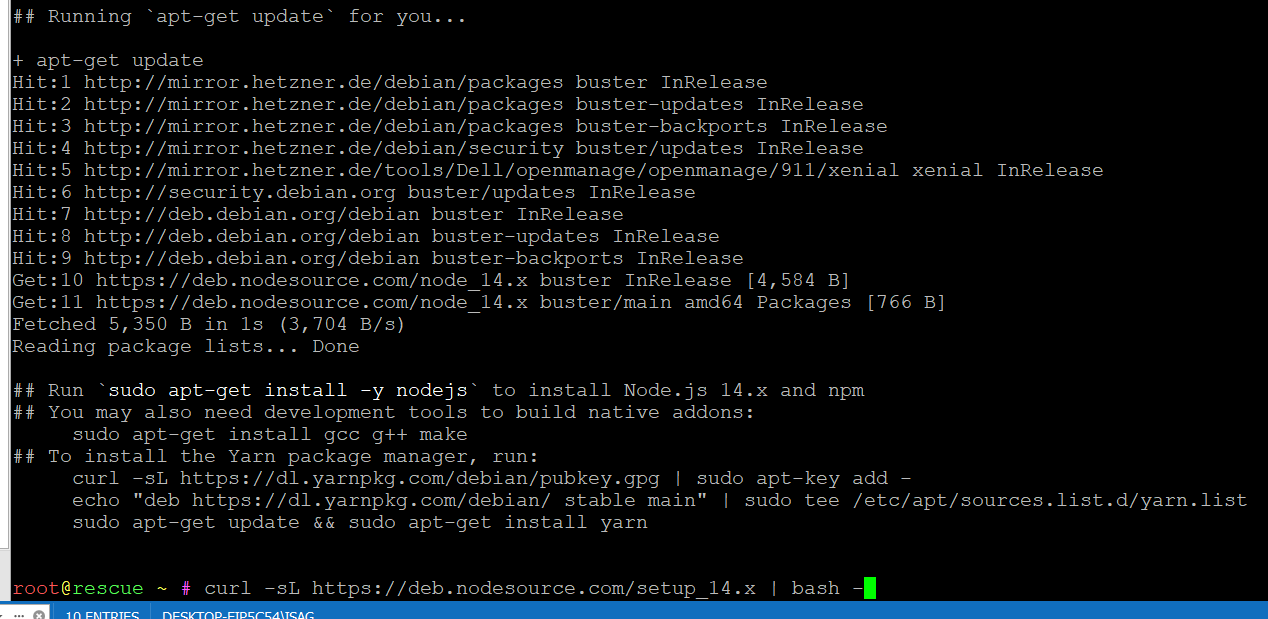 ## Running `apt-get update` for you...
+ apt-get update
Hit:1 http://mirror.hetzner.de/debian/packages buster InRelease
Hit:2 http://mirror.hetzner.de/debian/packages buster-updates InRelease
Hit:3 http://mirror.hetzner.de/debian/packages buster-backports InRelease
Hit:4 http://mirror.hetzner.de/debian/security buster/updates InRelease
Hit:5 http://mirror.hetzner.de/tools/Dell/openmanage/openmanage/911/xenial xenial InRelease
Hit:6 http://security.debian.org buster/updates InRelease
Hit:7 http://deb.debian.org/debian buster InRelease
Hit:8 http://deb.debian.org/debian buster-updates InRelease
Hit:9 http://deb.debian.org/debian buster-backports InRelease
Get:10 https://deb.nodesource.com/node_14.x buster InRelease [4,584 B]
Get:11 https://deb.nodesource.com/node_14.x buster/main amd64 Packages [766 B]
Fetched 5,350 B in 1s (3,704 B/s)
Reading package lists... Done
## Run `sudo apt-get install -y nodejs` to install Node.js 14.x and npm
## You may also need development tools to build native addons:
sudo apt-get install gcc g++ make
## To install the Yarn package manager, run:
curl -sL https://dl.yarnpkg.com/debian/pubkey.gpg | sudo apt-key add -
echo "deb https://dl.yarnpkg.com/debian/ stable main" | sudo tee /etc/apt/sources.list.d/yarn.list
sudo apt-get update && sudo apt-get install yarn
root@rescue ~ # curl -sL https://deb.nodesource.com/setup_14.x | bash -
10 ENTRIES